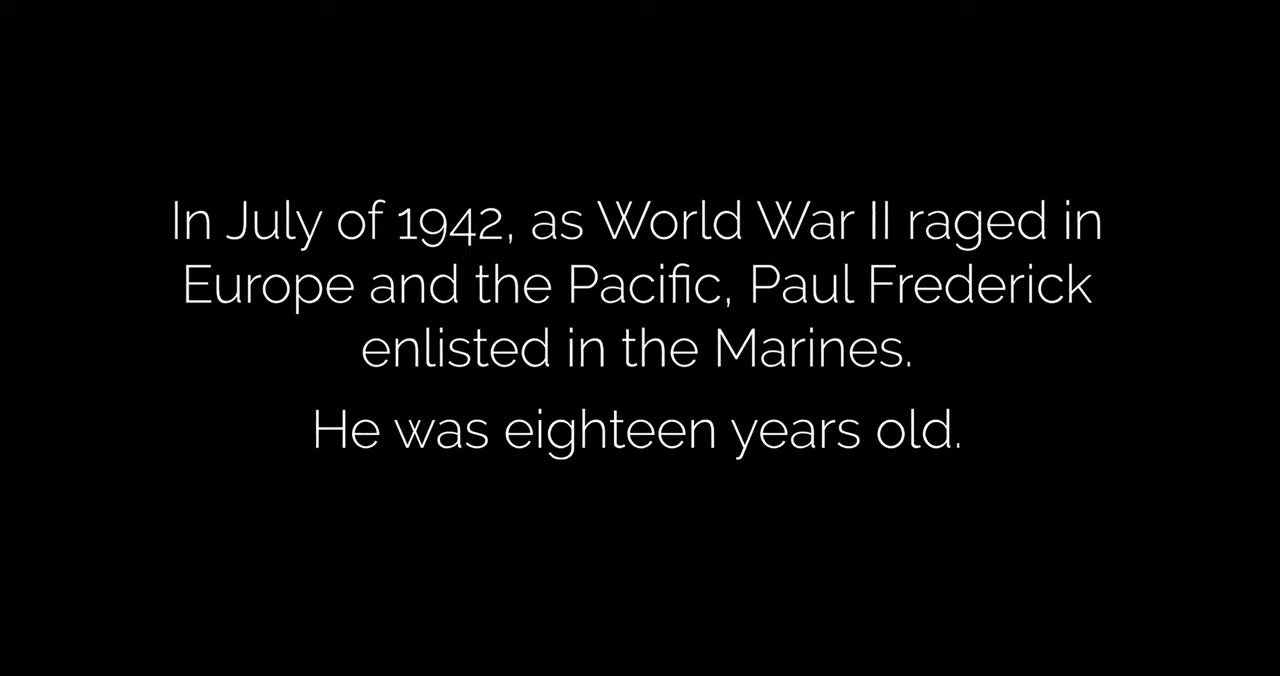 In July of 1942, as World War II raged in
Europe and the Pacific, Paul Frederick
enlisted in the Marines.
He was eighteen years old.